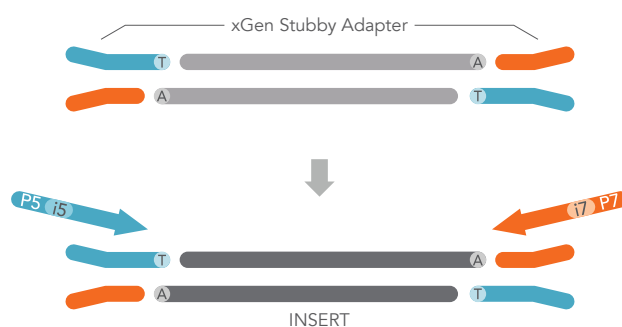 xGen Stubby Adapter
T A
A T
P5 i5 i7 P7
T A
A T
INSERT